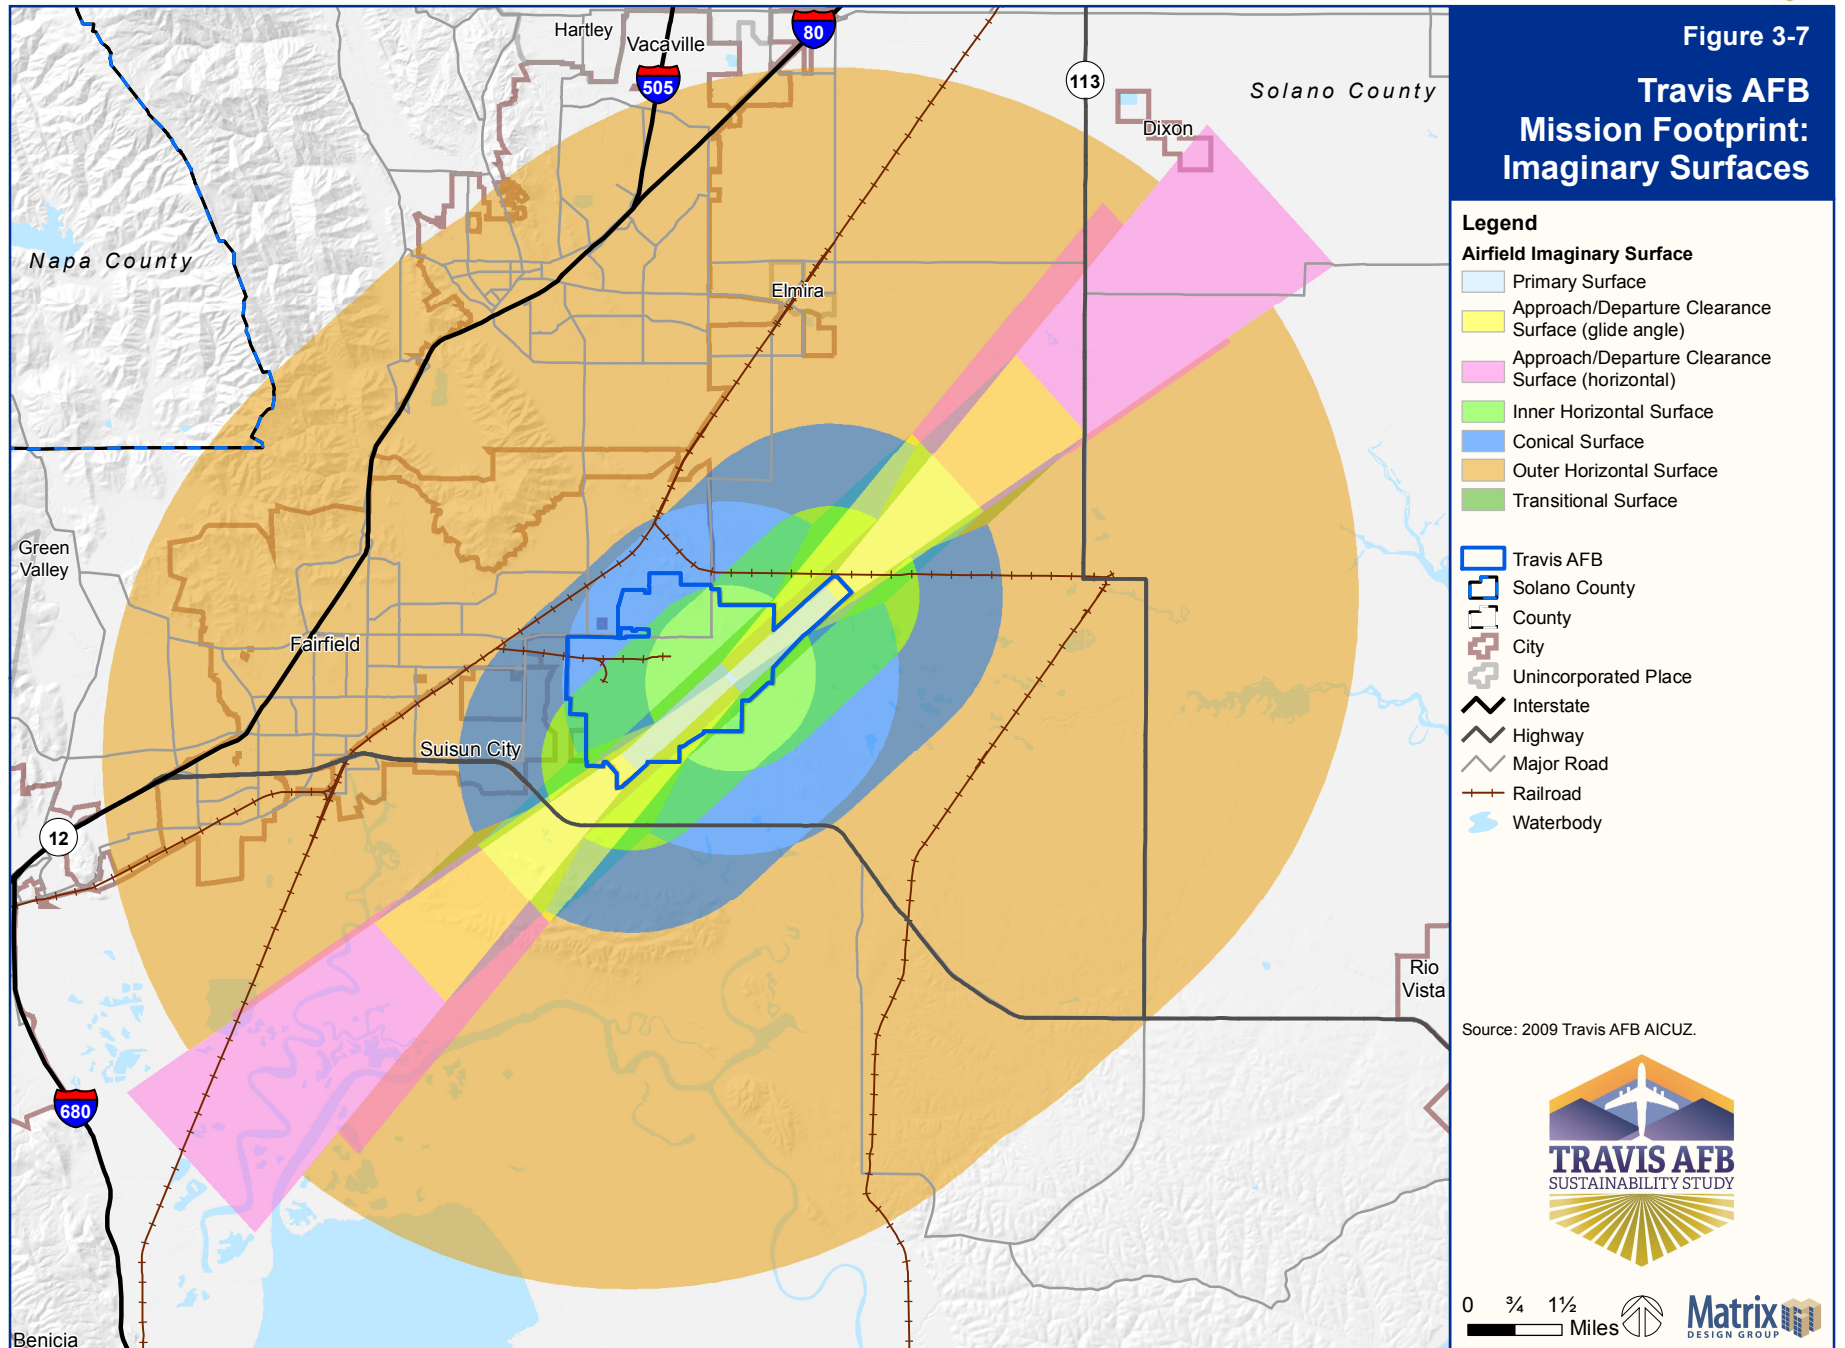 Figure 3-7
Travis AFB
Mission Footprint:
Imaginary Surfaces
Hartley
Vacaville
80
505
113
Solano County
Dixon
Napa County
Elmira
Green
Valley
Fairfield
Suisun City
12
Rio
Vista
680
Benicia
Legend
Airfield Imaginary Surface
Primary Surface
Approach/Departure Clearance
Surface (glide angle)
Approach/Departure Clearance
Surface (horizontal)
Inner Horizontal Surface
Conical Surface
Outer Horizontal Surface
Transitional Surface
Travis AFB
Solano County
County
City
Unincorporated Place
Interstate
Highway
Major Road
Railroad
Waterbody
Source: 2009 Travis AFB AICUZ.
TRAVIS AFB
SUSTAINABILITY STUDY
0 ¾ 1½
Miles
Matrix
DESIGN GROUP